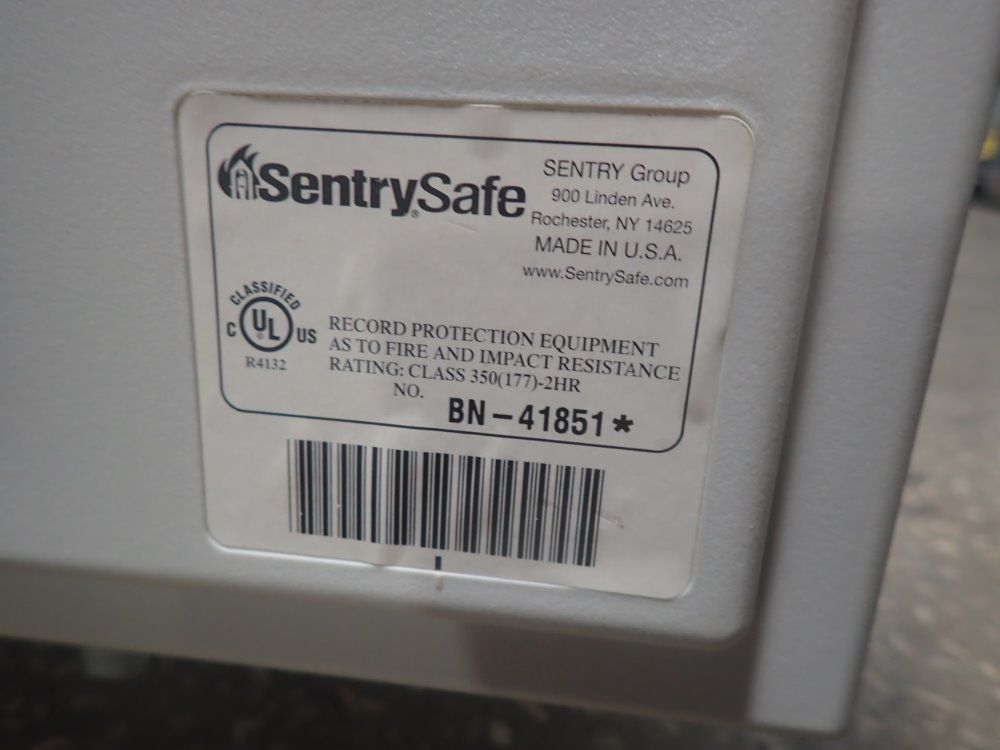 SentrySafe®
SENTRY Group
900 Linden Ave.
Rochester, NY 14625
MADE IN U.S.A.
www.SentrySafe.com
CLASSIFIED
C UL® US
R4132
RECORD PROTECTION EQUIPMENT
AS TO FIRE AND IMPACT RESISTANCE
RATING: CLASS 350(177)-2HR
NO. BN-41851*